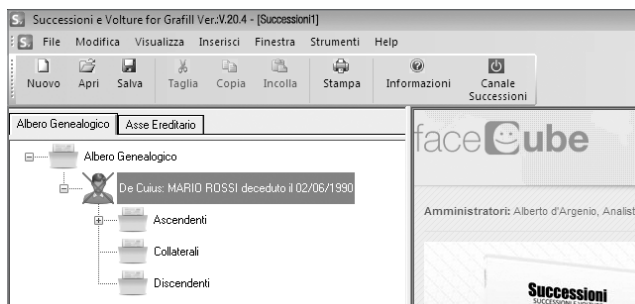 Successioni e Volture for Grafill Ver.:V.20.4 - [Successioni1]
File Modifica Visualizza Inserisci Finestra Strumenti Help
Nuovo Apri Salva Taglia Copia Incolla Stampa Informazioni Canale
Successioni
Albero Genealogico Asse Ereditario
Albero Genealogico
De Cuius: MARIO ROSSI deceduto il 02/06/1990
Ascendenti
Collaterali
Discendenti
face Cube
Amministratori: Alberto d'Argenio, Analist
Successioni